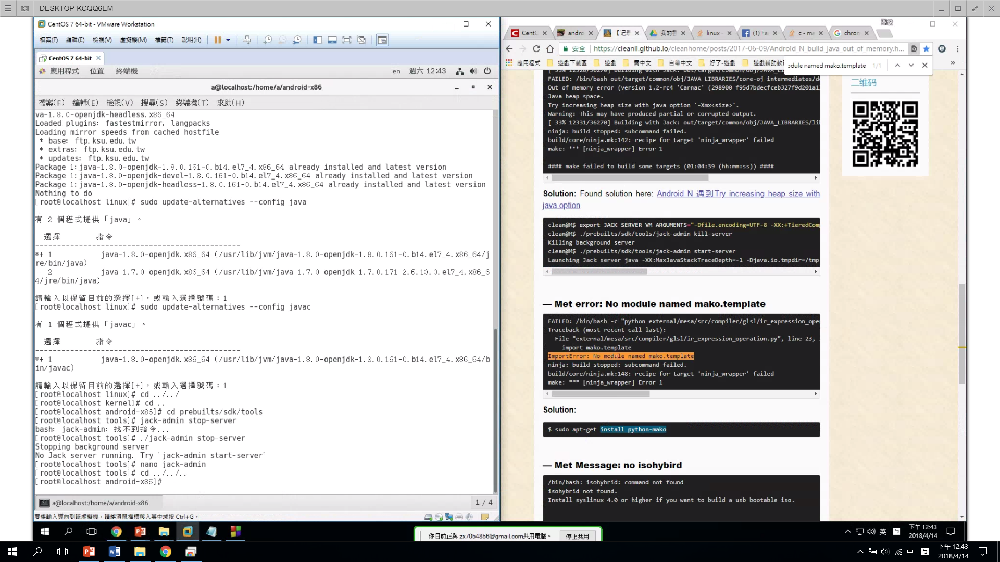 DESKTOP-KCQQ6EM
CentOS 7 64-bit - VMware Workstation
檔案(F) 編輯(E) 檢視(V) 虛擬機(M) 標籤(T) 說明(H)
CentOS 7 64-bit
應用程式 位置 終端機 en 週六 12:43
a@localhost:/home/a/android-x86
檔案(F) 編輯(E) 檢視(V) 搜尋(S) 終端機(T) 求助(H)
va-1.8.0-openjdk-headless.x86_64
Loaded plugins: fastestmirror, langpacks
Loading mirror speeds from cached hostfile
* base: ftp.ksu.edu.tw
* extras: ftp.ksu.edu.tw
* updates: ftp.ksu.edu.tw
Package 1:java-1.8.0-openjdk-1.8.0.161-0.b14.el7_4.x86_64 already installed and latest version
Package 1:java-1.8.0-openjdk-devel-1.8.0.161-0.b14.el7_4.x86_64 already installed and latest version
Package 1:java-1.8.0-openjdk-headless-1.8.0.161-0.b14.el7_4.x86_64 already installed and latest version
Nothing to do
[root@localhost linux]# sudo update-alternatives --config java
有 2 個程式提供「java」。
選擇 指令
-----------------------------------------------
*+ 1 java-1.8.0-openjdk.x86_64 (/usr/lib/jvm/java-1.8.0-openjdk-1.8.0.161-0.b14.el7_4.x86_64/j
re/bin/java)
2 java-1.7.0-openjdk.x86_64 (/usr/lib/jvm/java-1.7.0-openjdk-1.7.0.171-2.6.13.0.el7_4.x86_6
4/jre/bin/java)
請輸入以保留目前的選擇[+]，或輸入選擇號碼：1
[root@localhost linux]# sudo update-alternatives --config javac
有 1 個程式提供「javac」。
選擇 指令
-----------------------------------------------
*+ 1 java-1.8.0-openjdk.x86_64 (/usr/lib/jvm/java-1.8.0-openjdk-1.8.0.161-0.b14.el7_4.x86_64/b
in/javac)
請輸入以保留目前的選擇[+]，或輸入選擇號碼：1
[root@localhost linux]# cd ../../
[root@localhost kernel]# cd ..
[root@localhost android-x86]# cd prebuilts/sdk/tools
[root@localhost tools]# jack-admin stop-server
bash: jack-admin: 找不到指令...
[root@localhost tools]# ./jack-admin stop-server
Stopping background server
No Jack server running. Try 'jack-admin start-server'
[root@localhost tools]# nano jack-admin
[root@localhost tools]# cd ../../..
[root@localhost android-x86]#
a@localhost:/home/a/android-x86 1 / 4
要將輸入導向到該虛擬機，請將滑鼠指標移入其中或按 Ctrl+G。
CentO andro 【记录 我的雲 linux - (1) Fa c - ma chron
安全 https://cleanli.github.io/cleanhome/posts/2017-06-09/Android_N_build_java_out_of_memory.h...
應用程式 遊戲下載區 遊戲 需中文 自帶中文 好了-遊戲 遊戲輔助軟
odule named mako.template 1/1
[ 33% 12328/36270] Building with Jack: out/target/common/obj/JAVA_LIBRARIES/
FAILED: /bin/bash out/target/common/obj/JAVA_LIBRARIES/core-oj_intermediates/d
Out of memory error (version 1.2-rc4 'Carnac' (298900 f95d7bdecfceb327f9d201a1
Java heap space.
Try increasing heap size with java option '-Xmx<size>'.
Warning: This may have produced partial or corrupted output.
[ 33% 12331/36270] Building with Jack: out/target/common/obj/JAVA_LIBRARIES/li
ninja: build stopped: subcommand failed.
build/core/ninja.mk:142: recipe for target 'ninja_wrapper' failed
make: *** [ninja_wrapper] Error 1
#### make failed to build some targets (01:04:39 (hh:mm:ss)) ####
二维码
Solution: Found solution here: Android N 遇到Try increasing heap size with
java option
clean@M$ export JACK_SERVER_VM_ARGUMENTS="-Dfile.encoding=UTF-8 -XX:+TieredCom
clean@M$ ./prebuilts/sdk/tools/jack-admin kill-server
Killing background server
clean@M$ ./prebuilts/sdk/tools/jack-admin start-server
Launching Jack server java -XX:MaxJavaStackTraceDepth=-1 -Djava.io.tmpdir=/tmp
— Met error: No module named mako.template
FAILED: /bin/bash -c "python external/mesa/src/compiler/glsl/ir_expression_ope
Traceback (most recent call last):
File "external/mesa/src/compiler/glsl/ir_expression_operation.py", line 23,
import mako.template
ImportError: No module named mako.template
ninja: build stopped: subcommand failed.
build/core/ninja.mk:148: recipe for target 'ninja_wrapper' failed
make: *** [ninja_wrapper] Error 1
Solution:
$ sudo apt-get install python-mako
— Met Message: no isohybird
/bin/bash: isohybrid: command not found
isohybrid not found.
Install syslinux 4.0 or higher if you want to build a usb bootable iso.
你目前正與 zx7054856@gmail.com共用電腦。 停止共用
英 下午 12:43
2018/4/14
中 下午 12:43
2018/4/14